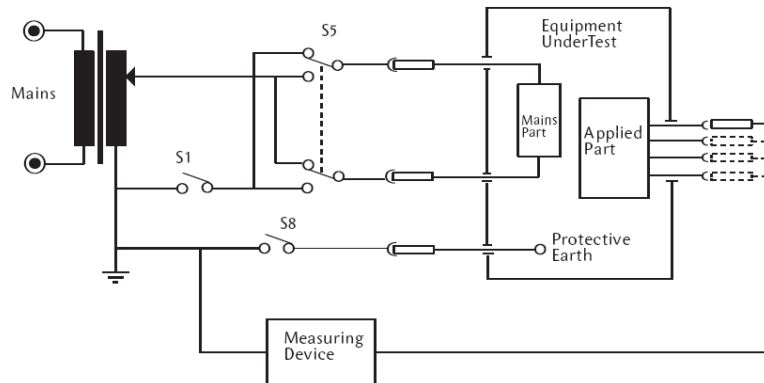 S5
Equipment
UnderTest
Mains
Mains
Part
Applied
Part
S1
S8
Protective
Earth
Measuring
Device